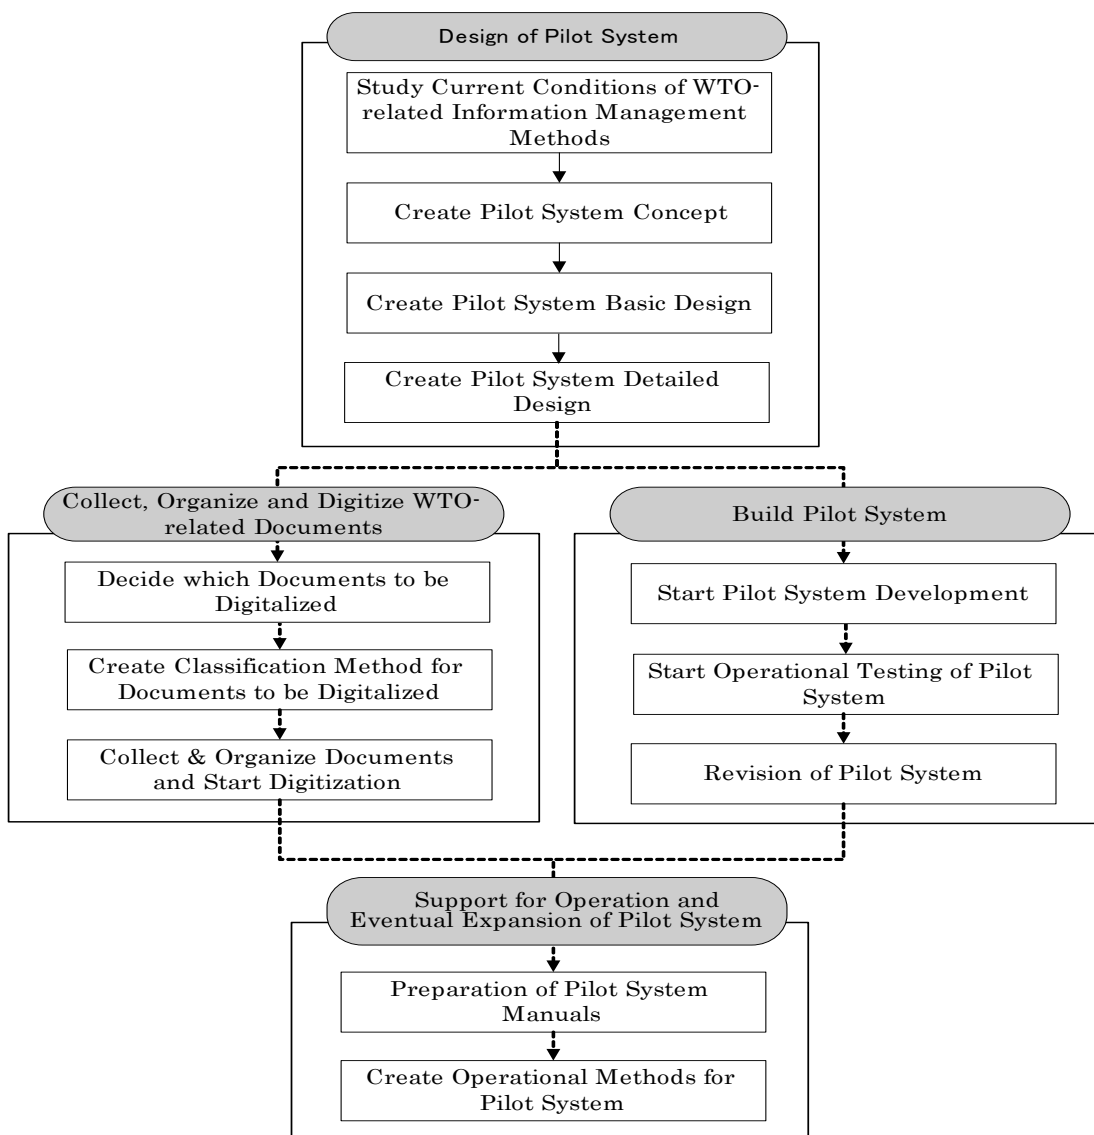 Design of Pilot System
Study Current Conditions of WTO-
related Information Management
Methods
Create Pilot System Concept
Create Pilot System Basic Design
Create Pilot System Detailed
Design
Collect, Organize and Digitize WTO-
related Documents
Decide which Documents to be
Digitalized
Create Classification Method for
Documents to be Digitalized
Collect & Organize Documents
and Start Digitization
Build Pilot System
Start Pilot System Development
Start Operational Testing of Pilot
System
Revision of Pilot System
Support for Operation and
Eventual Expansion of Pilot System
Preparation of Pilot System
Manuals
Create Operational Methods for
Pilot System